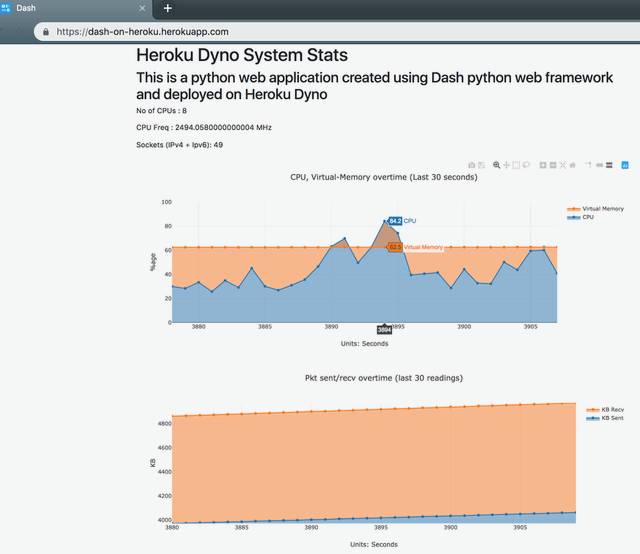 Dash
https://dash-on-heroku.herokuapp.com
Heroku Dyno System Stats
This is a python web application created using Dash python web framework
and deployed on Heroku Dyno
No of CPUs : 8
CPU Freq : 2494.0580000000004 MHz
Sockets (IPv4 + Ipv6): 49
CPU, Virtual-Memory overtime (Last 30 seconds)
100
80
60
40
20
0
%age
84.2 CPU
62.5 Virtual Memory
Virtual Memory
CPU
3880
3885
3890
3894
3895
3900
3905
Units: Seconds
Pkt sent/recv overtime (last 30 readings)
4800
4600
4400
4200
4000
KB
KB Recv
KB Sent
3880
3885
3890
3895
3900
3905
Units: Seconds